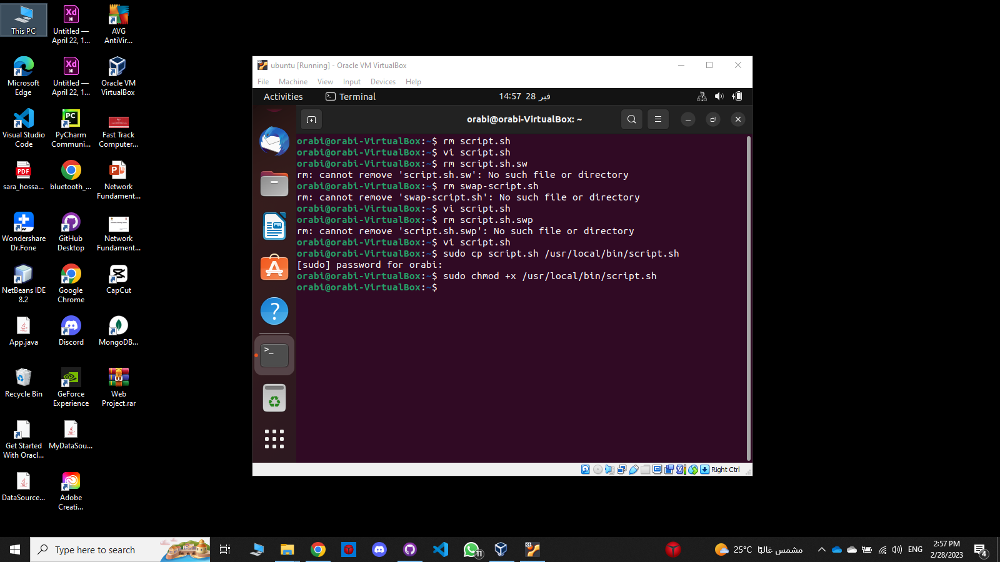 This PC
Untitled —
April 22, 1...
AVG
AntiVir...
Microsoft
Edge
Untitled —
April 22, 1...
Oracle VM
VirtualBox
Visual Studio
Code
PyCharm
Communi...
Fast Track
Computer...
sara_hossa...
bluetooth_...
Network
Fundament...
Wondershare
Dr.Fone
GitHub
Desktop
Network
Fundament...
NetBeans IDE
8.2
Google
Chrome
CapCut
App.java
Discord
MongoDB...
Recycle Bin
GeForce
Experience
Web
Project.rar
Get Started
With Oracl...
MyDataSou...
DataSource...
Adobe
Creati...
ubuntu [Running] - Oracle VM VirtualBox
File Machine View Input Devices Help
Activities Terminal 14:57 28 فبر
orabi@orabi-VirtualBox: ~
orabi@orabi-VirtualBox:~$ rm script.sh
orabi@orabi-VirtualBox:~$ vi script.sh
orabi@orabi-VirtualBox:~$ rm script.sh.sw
rm: cannot remove 'script.sh.sw': No such file or directory
orabi@orabi-VirtualBox:~$ rm swap-script.sh
rm: cannot remove 'swap-script.sh': No such file or directory
orabi@orabi-VirtualBox:~$ vi script.sh
orabi@orabi-VirtualBox:~$ rm script.sh.swp
rm: cannot remove 'script.sh.swp': No such file or directory
orabi@orabi-VirtualBox:~$ vi script.sh
orabi@orabi-VirtualBox:~$ sudo cp script.sh /usr/local/bin/script.sh
[sudo] password for orabi:
orabi@orabi-VirtualBox:~$ sudo chmod +x /usr/local/bin/script.sh
orabi@orabi-VirtualBox:~$
Right Ctrl
Type here to search
11
25°C مشمس غالبًا
ENG
2:57 PM
2/28/2023
4